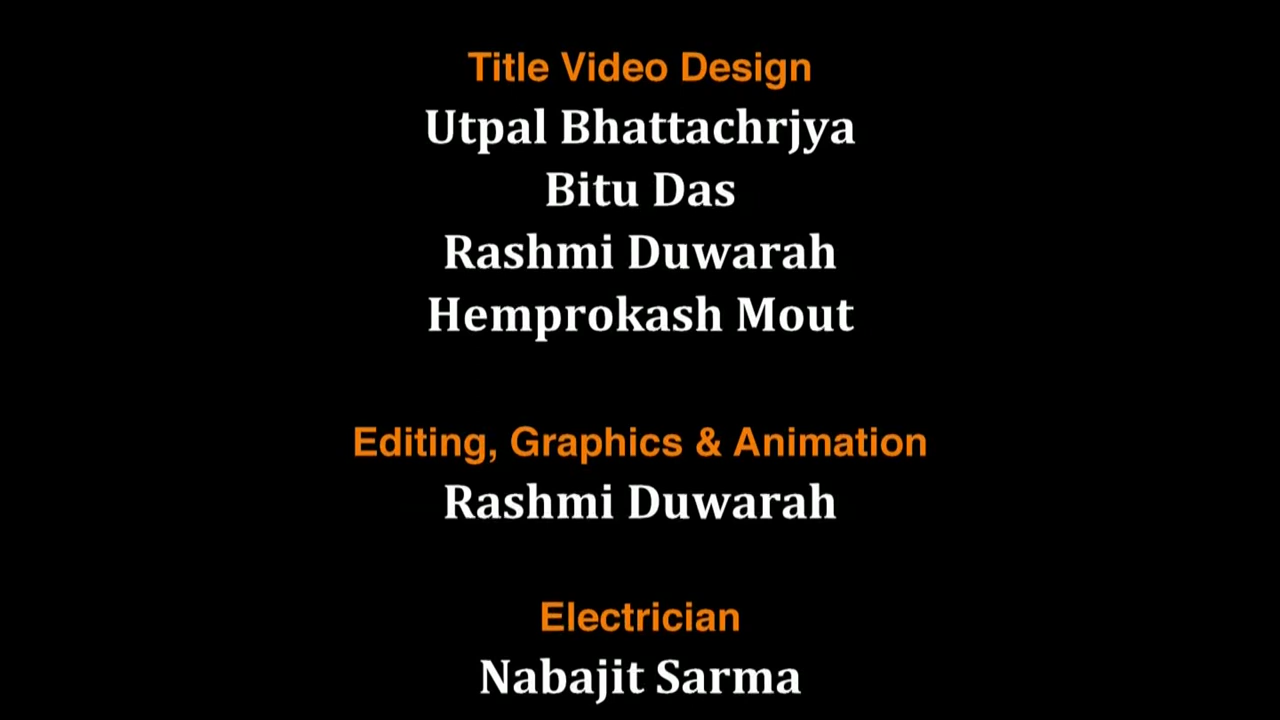 Title Video Design
Utpal Bhattachrjya
Bitu Das
Rashmi Duwarah
Hemprokash Mout
Editing, Graphics & Animation
Rashmi Duwarah
Electrician
Nabajit Sarma